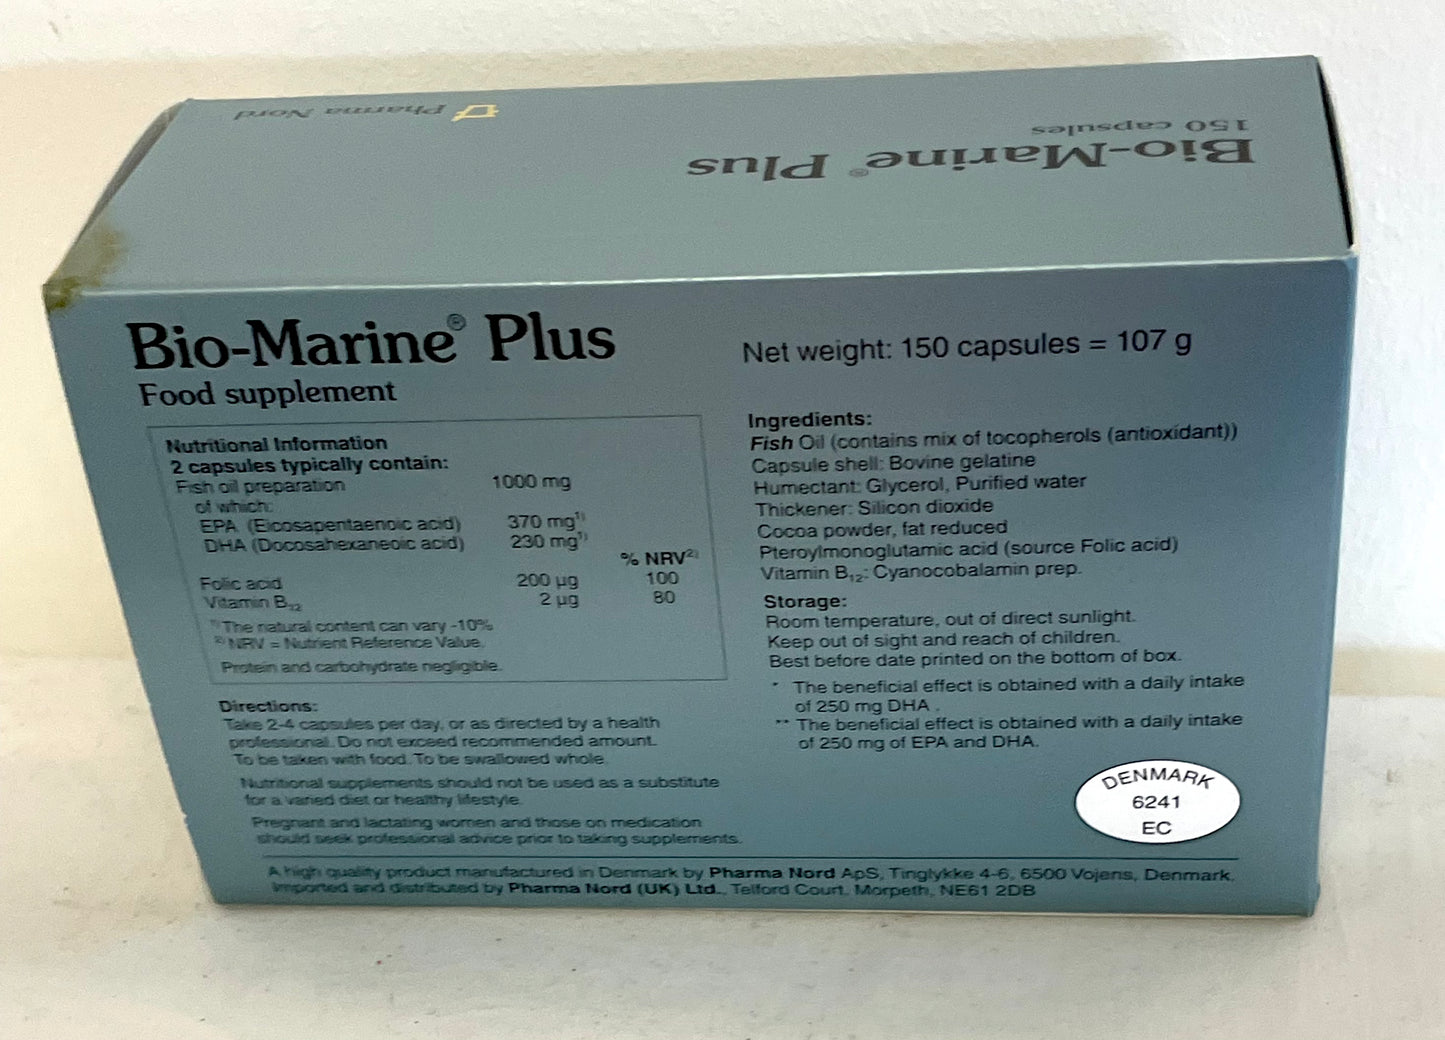 Pharma Nord
150 capsules
Bio-Marine® Plus
Bio-Marine® Plus
Food supplement
Net weight: 150 capsules = 107 g
Nutritional Information
2 capsules typically contain:
Fish oil preparation 1000 mg
of which:
EPA (Eicosapentaenoic acid) 370 mg¹⁾
DHA (Docosahexaneoic acid) 230 mg¹⁾
% NRV²⁾
Folic acid 200 µg 100
Vitamin B₁₂ 2 µg 80
¹⁾ The natural content can vary -10%
²⁾ NRV = Nutrient Reference Value.
Protein and carbohydrate negligible.
Directions:
Take 2-4 capsules per day, or as directed by a health
professional. Do not exceed recommended amount.
To be taken with food. To be swallowed whole.
Nutritional supplements should not be used as a substitute
for a varied diet or healthy lifestyle.
Pregnant and lactating women and those on medication
should seek professional advice prior to taking supplements.
Ingredients:
Fish Oil (contains mix of tocopherols (antioxidant))
Capsule shell: Bovine gelatine
Humectant: Glycerol, Purified water
Thickener: Silicon dioxide
Cocoa powder, fat reduced
Pteroylmonoglutamic acid (source Folic acid)
Vitamin B₁₂: Cyanocobalamin prep.
Storage:
Room temperature, out of direct sunlight.
Keep out of sight and reach of children.
Best before date printed on the bottom of box.
* The beneficial effect is obtained with a daily intake
of 250 mg DHA .
** The beneficial effect is obtained with a daily intake
of 250 mg of EPA and DHA.
DENMARK
6241
EC
A high quality product manufactured in Denmark by Pharma Nord ApS, Tinglykke 4-6, 6500 Vojens, Denmark.
Imported and distributed by Pharma Nord (UK) Ltd., Telford Court, Morpeth, NE61 2DB